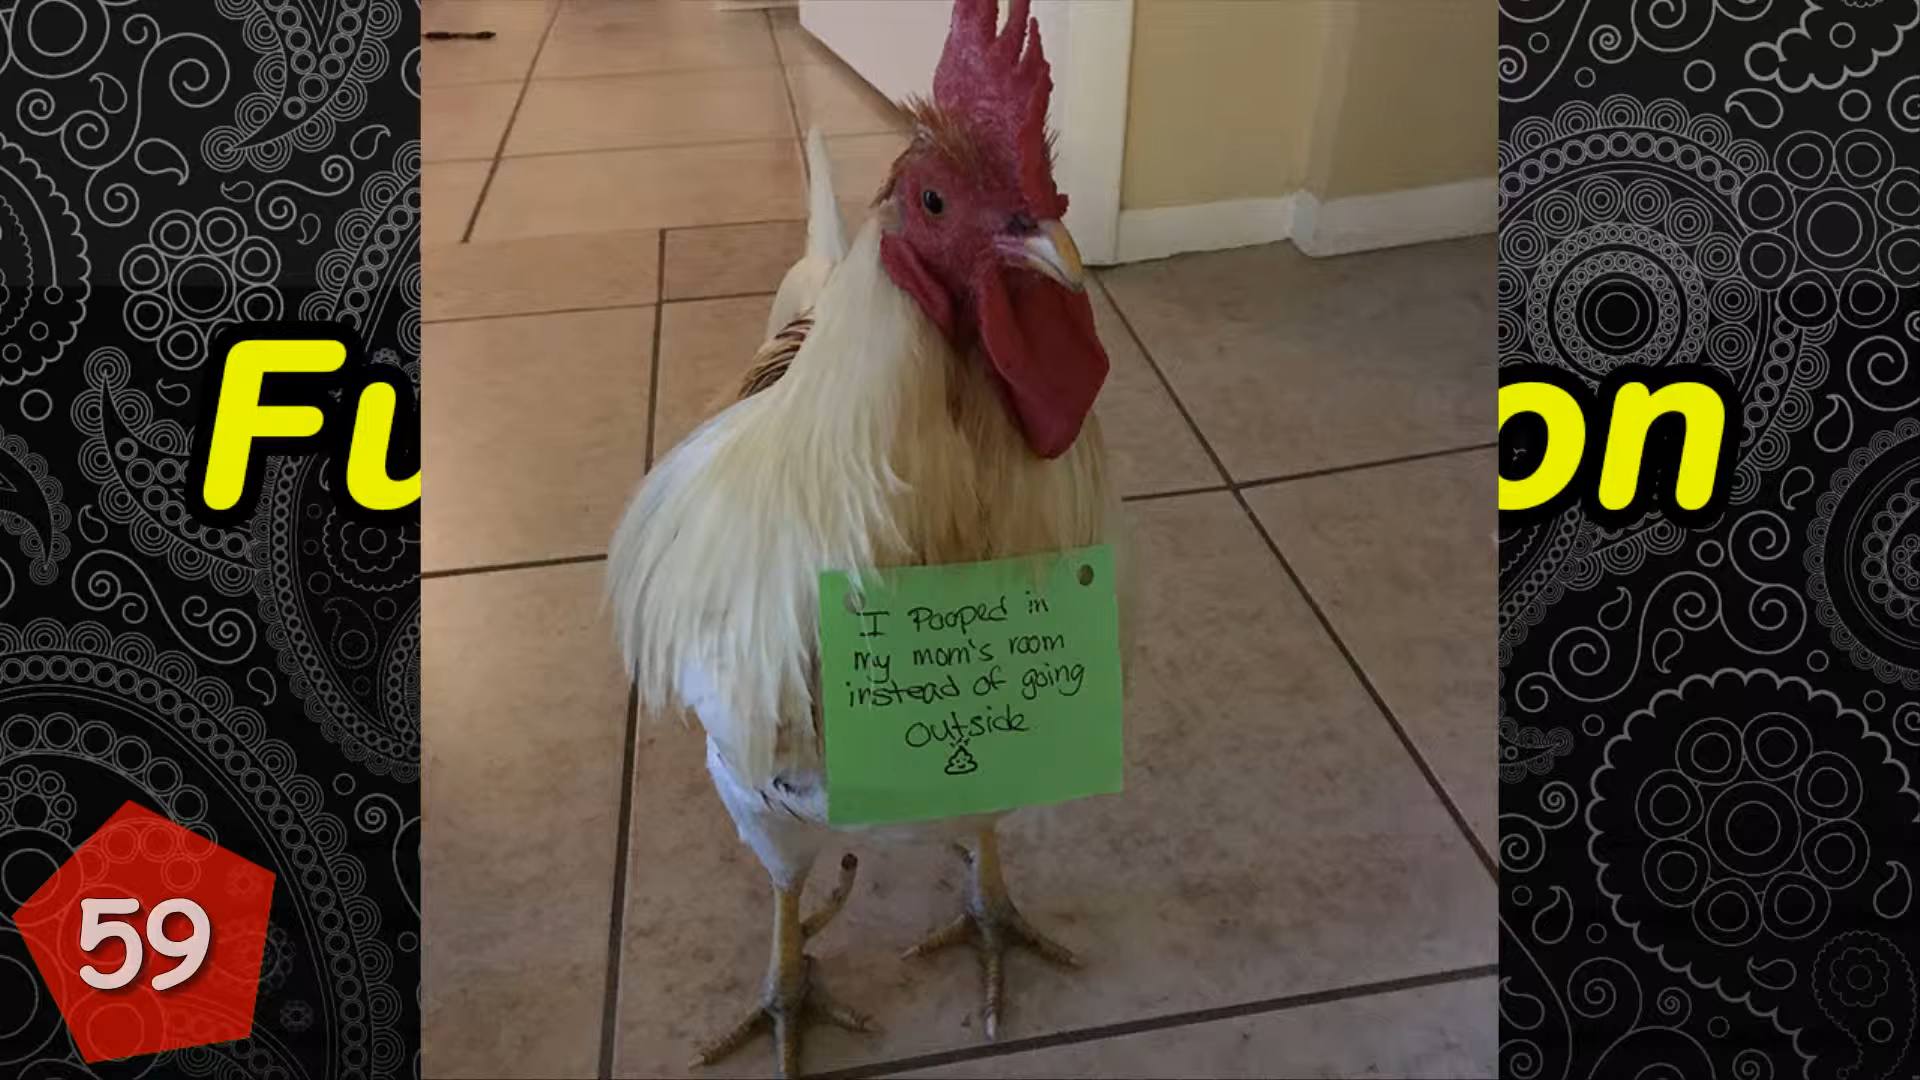 Fu
on
I Pooped in
my mom's room
instead of going
outside
59